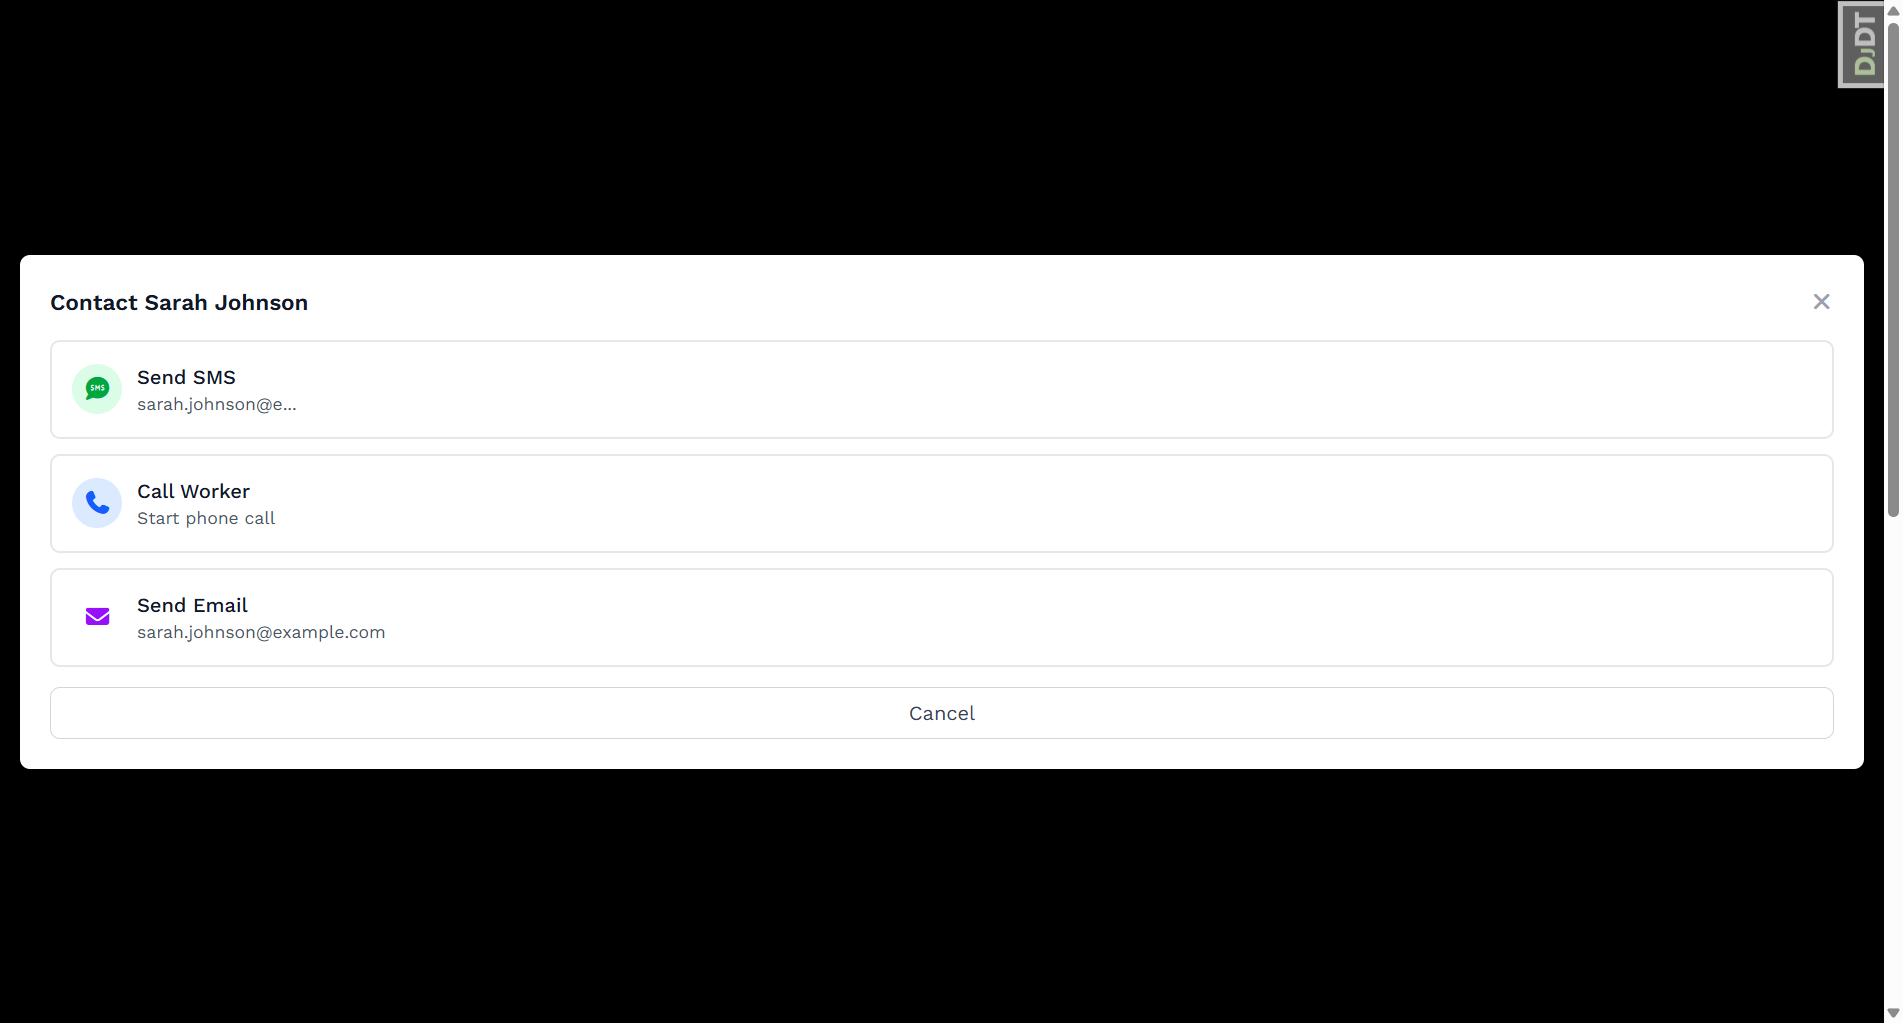 DjDT
Contact Sarah Johnson
SMS
Send SMS
sarah.johnson@e...
Call Worker
Start phone call
Send Email
sarah.johnson@example.com
Cancel